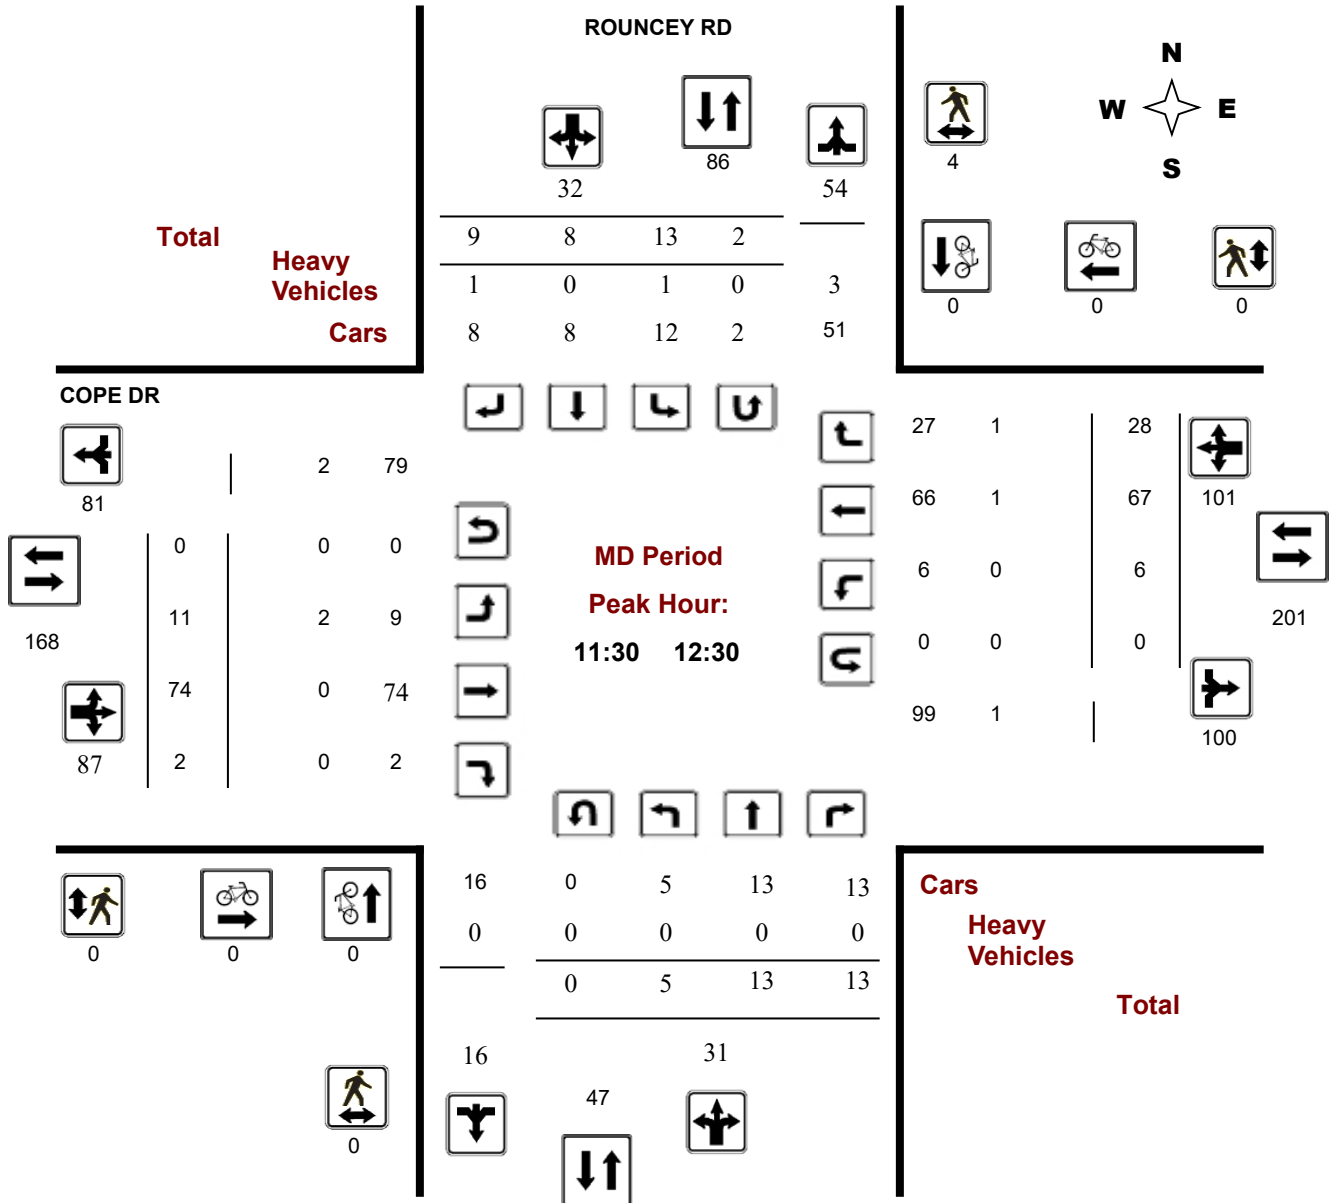 ROUNCEY RD
N
W E
S
86
32 54
4
Total 9 8 13 2
Heavy
Vehicles 1 0 1 0 3
Cars 8 8 12 2 51
0 0 0
COPE DR
27 1 28
2 79
81
66 1 67 101
0 0 0
MD Period
6 0 6
Peak Hour:
11 2 9
201
168
11:30 12:30
0 0 0
74 0 74
99 1
100
87 2 0 2
16 0 5 13 13
Cars
0 0 0 0 0
Heavy
Vehicles
0 0 0
0 5 13 13
Total
16 31
47
0